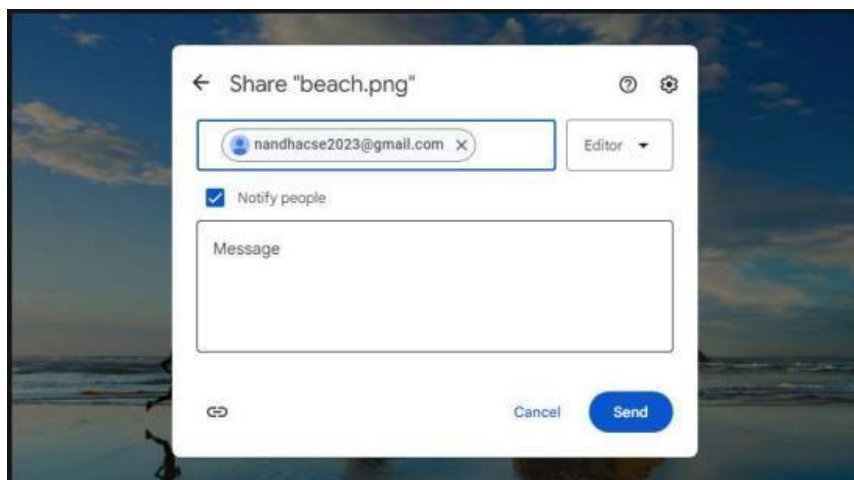 Share "beach.png"
nandhacse2023@gmail.com
Editor
Notify people
Message
Cancel
Send